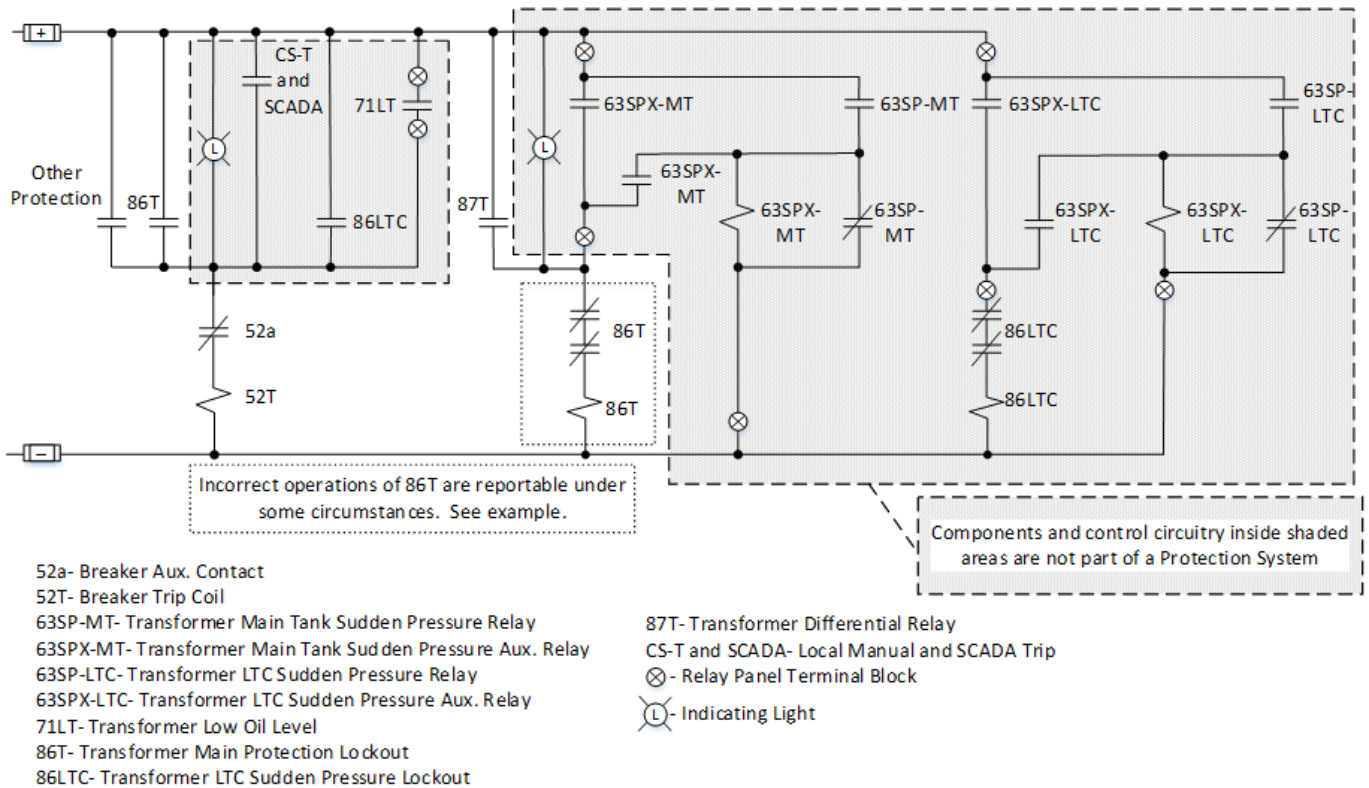 +
CS-T
and
SCADA
71LT
63SPX-MT
63SP-MT
63SPX-LTC
63SP-
LTC
L
L
Other
Protection
86T
86LTC
87T
63SPX-
MT
63SPX-
MT
63SP-
MT
63SPX-
LTC
63SPX-
LTC
63SP-
LTC
52a
86T
86LTC
52T
86T
86LTC
–
Incorrect operations of 86T are reportable under
some circumstances. See example.
Components and control circuitry inside shaded
areas are not part of a Protection System
52a- Breaker Aux. Contact
52T- Breaker Trip Coil
63SP-MT- Transformer Main Tank Sudden Pressure Relay
63SPX-MT- Transformer Main Tank Sudden Pressure Aux. Relay
63SP-LTC- Transformer LTC Sudden Pressure Relay
63SPX-LTC- Transformer LTC Sudden Pressure Aux. Relay
71LT- Transformer Low Oil Level
86T- Transformer Main Protection Lockout
86LTC- Transformer LTC Sudden Pressure Lockout
87T- Transformer Differential Relay
CS-T and SCADA- Local Manual and SCADA Trip
- Relay Panel Terminal Block
L - Indicating Light